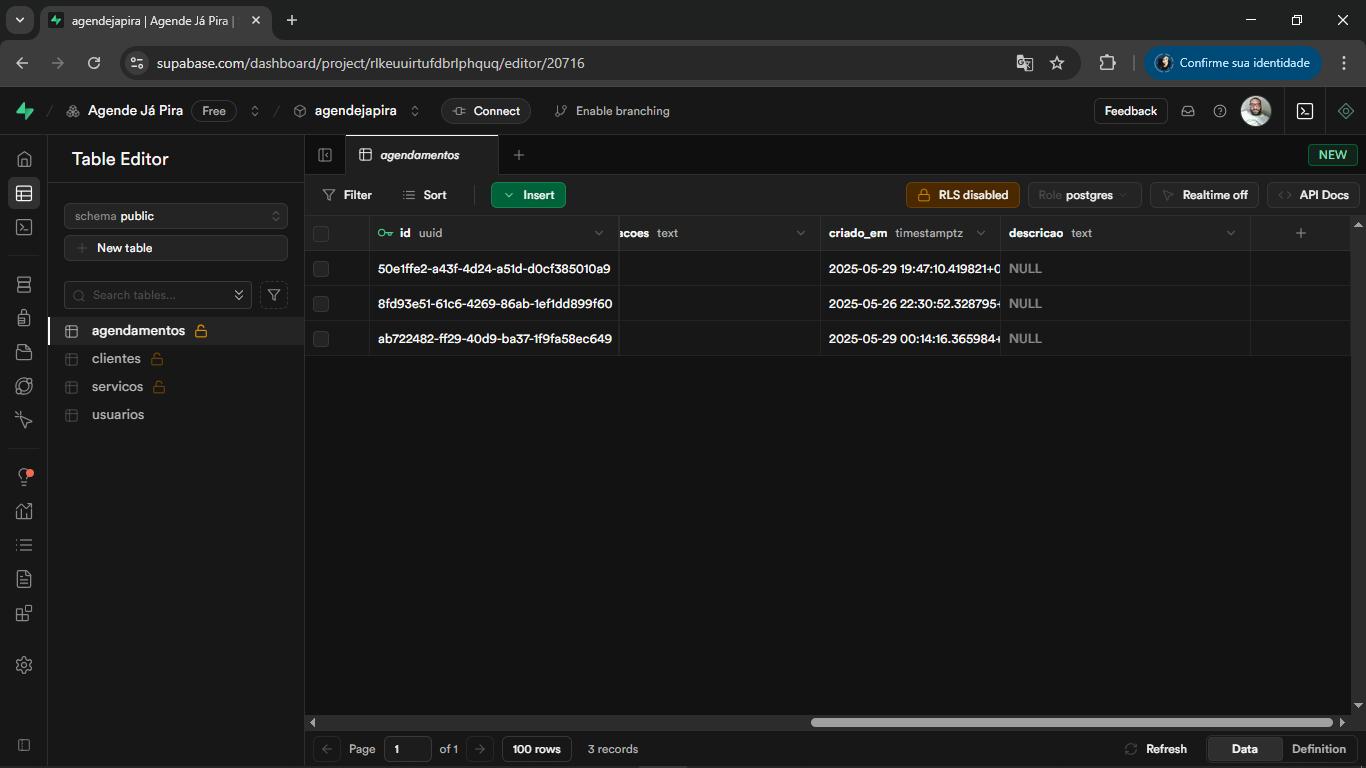 agendejapira | Agende Já Pira |
supabase.com/dashboard/project/rlkeuuirtufdbrlphquq/editor/20716
Confirme sua identidade
Agende Já Pira Free agendejapira Connect Enable branching Feedback
Table Editor
agendamentos
NEW
schema public
Filter Sort Insert RLS disabled Role postgres Realtime off API Docs
New table
id uuid acoes text criado_em timestamptz descricao text
Search tables...
50e1ffe2-a43f-4d24-a51d-d0cf385010a9 2025-05-29 19:47:10.419821+0 NULL
8fd93e51-61c6-4269-86ab-1ef1dd899f60 2025-05-26 22:30:52.328795+ NULL
ab722482-ff29-40d9-ba37-1f9fa58ec649 2025-05-29 00:14:16.365984+ NULL
agendamentos
clientes
servicos
usuarios
Page 1 of 1 100 rows 3 records Refresh Data Definition